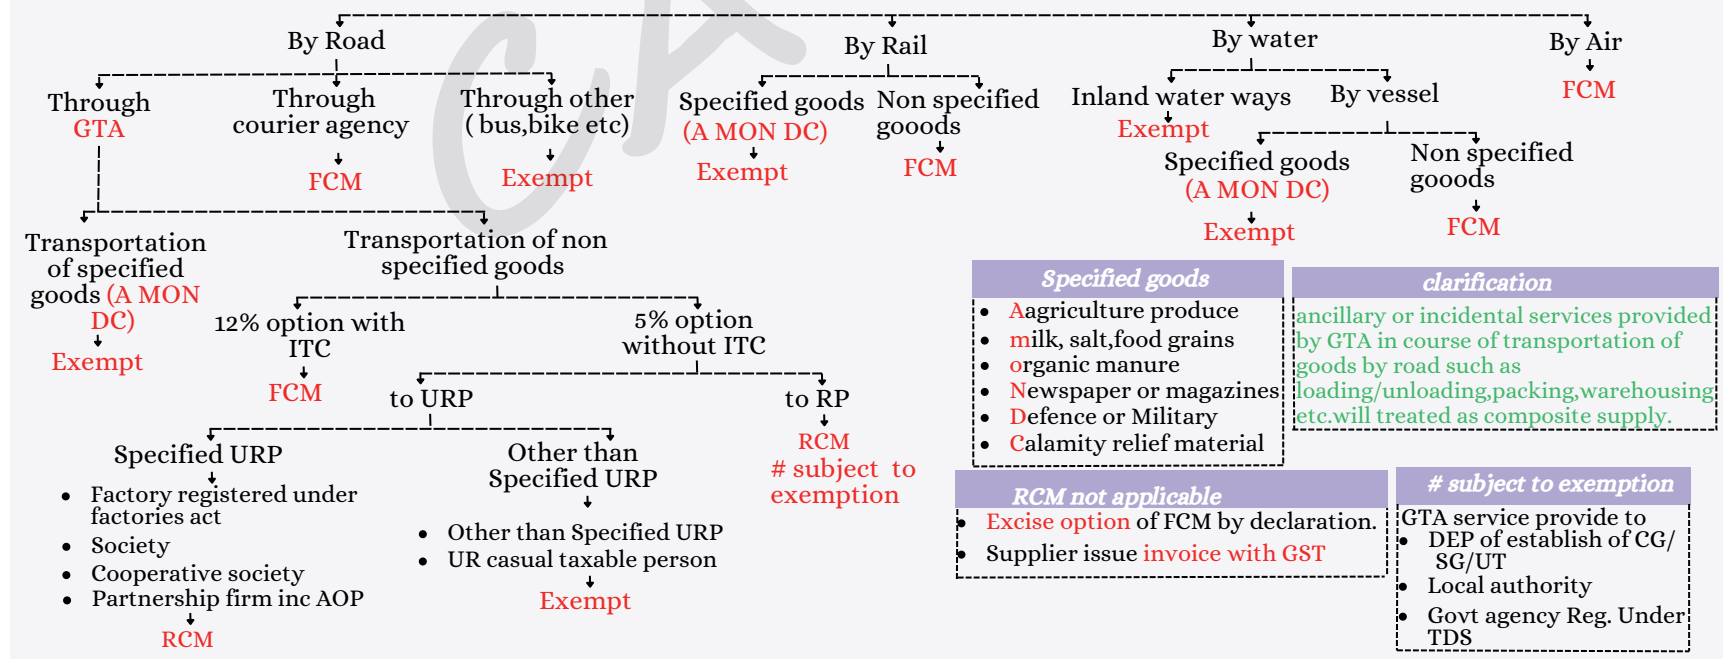 By Road
By Rail
By water
By Air
FCM
Through
GTA
Through
courier agency
FCM
Through other
( bus,bike etc)
Exempt
Specified goods
(A MON DC)
Exempt
Non specified
gooods
FCM
Inland water ways
Exempt
By vessel
Specified goods
(A MON DC)
Exempt
Non specified
gooods
FCM
Transportation
of specified
goods (A MON
DC)
Exempt
Transportation of non
specified goods
12% option with
ITC
FCM
5% option
without ITC
to URP
to RP
RCM
# subject to
exemption
Specified URP
• Factory registered under
factories act
• Society
• Cooperative society
• Partnership firm inc AOP
RCM
Other than
Specified URP
• Other than Specified URP
• UR casual taxable person
Exempt
Specified goods
• Aagriculture produce
• milk, salt,food grains
• organic manure
• Newspaper or magazines
• Defence or Military
• Calamity relief material
clarification
ancillary or incidental services provided
by GTA in course of transportation of
goods by road such as
loading/unloading,packing,warehousing
etc.will treated as composite supply.
RCM not applicable
• Excise option of FCM by declaration.
• Supplier issue invoice with GST
# subject to exemption
GTA service provide to
• DEP of establish of CG/
SG/UT
• Local authority
• Govt agency Reg. Under
TDS
CA